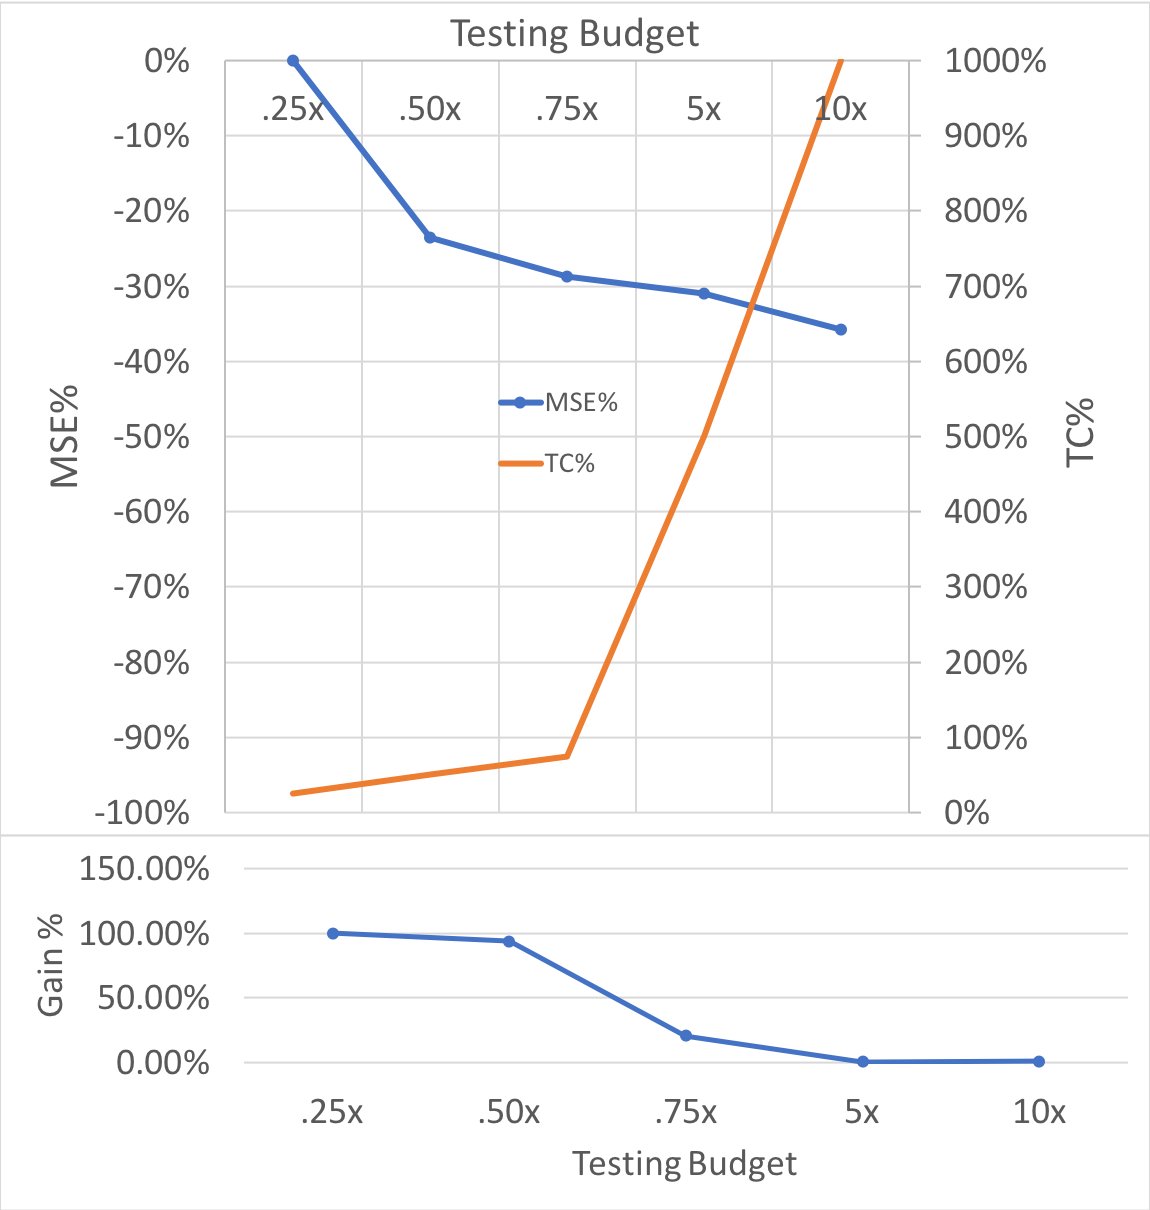 Testing Budget
0%
1000%
.25x .50x .75x 5x 10x
-10%
900%
-20%
800%
-30%
700%
-40%
600%
MSE%
MSE%
TC%
-50%
500%
TC%
-60%
400%
-70%
300%
-80%
200%
-90%
100%
-100%
0%
150.00%
100.00%
50.00%
0.00%
Gain %
.25x .50x .75x 5x 10x
Testing Budget